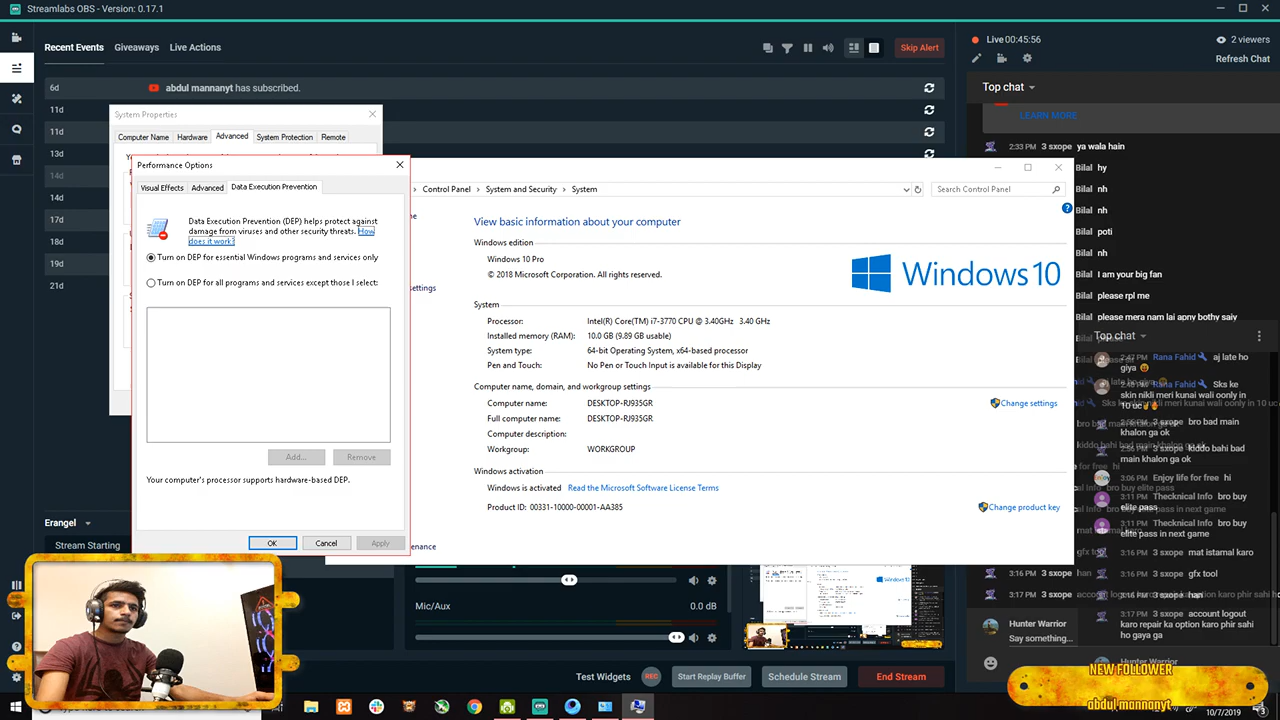 Streamlabs OBS - Version: 0.17.1
Recent Events
Giveaways
Live Actions
Skip Alert
6d
abdul mannanyt has subscribed.
11d
11d
13d
14d
14d
17d
18d
19d
21d
System Properties
Computer Name
Hardware
Advanced
System Protection
Remote
Performance Options
Visual Effects
Advanced
Data Execution Prevention
Data Execution Prevention (DEP) helps protect against
damage from viruses and other security threats. How
does it work?
Turn on DEP for essential Windows programs and services only
Turn on DEP for all programs and services except those I select:
Add...
Remove
Your computer's processor supports hardware-based DEP.
OK
Cancel
Apply
Control Panel
System and Security
System
Search Control Panel
View basic information about your computer
Windows edition
Windows 10 Pro
© 2018 Microsoft Corporation. All rights reserved.
Windows 10
System
Processor:
Intel(R) Core(TM) i7-3770 CPU @ 3.40GHz 3.40 GHz
Installed memory (RAM):
10.0 GB (9.89 GB usable)
System type:
64-bit Operating System, x64-based processor
Pen and Touch:
No Pen or Touch Input is available for this Display
Computer name, domain, and workgroup settings
Computer name:
DESKTOP-RJ935GR
Change settings
Full computer name:
DESKTOP-RJ935GR
Computer description:
Workgroup:
WORKGROUP
Windows activation
Windows is activated
Read the Microsoft Software License Terms
Product ID: 00331-10000-00001-AA385
Change product key
Erangel
Stream Starting
Mic/Aux
0.0 dB
Test Widgets
REC
Start Replay Buffer
Schedule Stream
End Stream
Live 00:45:56
2 viewers
Refresh Chat
Top chat
LEARN MORE
2:33 PM 3 sxope ya wala hain
Bilal hy
Bilal nh
Bilal nh
Bilal poti
Bilal nh
Bilal I am your big fan
Bilal please rpl me
Bilal please mera nam lai apny bothy saiy
Top chat
2:47 PM Rana Fahid aj late ho
giya
Rana Fahid Sks ke
skin nikli meri kunai wali oonly in
10 uc
3 sxope bro bad main
khalon ga ok
2:56 PM 3 sxope kiddo bahi bad
main khalon ga ok
3:06 PM Enjoy life for free hi
3:11 PM Thecknical Info bro buy
elite pass
3:11 PM Thecknical Info bro buy
elite pass in next game
3:16 PM 3 sxope mat istamal karo
3:16 PM 3 sxope gfx tool
3:16 PM 3 sxope han
3:17 PM 3 sxope account logout
karo repair ka option karo phir sahi
ho gaya ga
Hunter Warrior
Say something...
NEW FOLLOWER
abdul mannanyt
10/7/2019